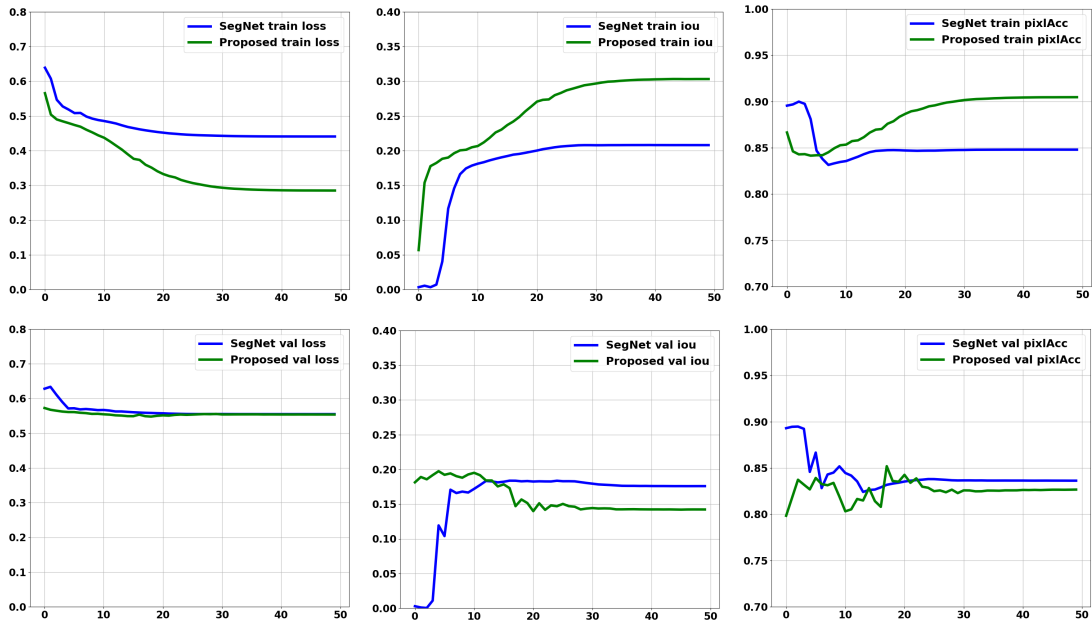 0.8
0.7
0.6
0.5
0.4
0.3
0.2
0.1
0.0
0 10 20 30 40 50
SegNet train loss
Proposed train loss
0.40
0.35
0.30
0.25
0.20
0.15
0.10
0.05
0.00
0 10 20 30 40 50
SegNet train iou
Proposed train iou
1.00
0.95
0.90
0.85
0.80
0.75
0.70
0 10 20 30 40 50
SegNet train pixlAcc
Proposed train pixlAcc
0.8
0.7
0.6
0.5
0.4
0.3
0.2
0.1
0.0
0 10 20 30 40 50
SegNet val loss
Proposed val loss
0.40
0.35
0.30
0.25
0.20
0.15
0.10
0.05
0.00
0 10 20 30 40 50
SegNet val iou
Proposed val iou
1.00
0.95
0.90
0.85
0.80
0.75
0.70
0 10 20 30 40 50
SegNet val pixlAcc
Proposed val pixlAcc